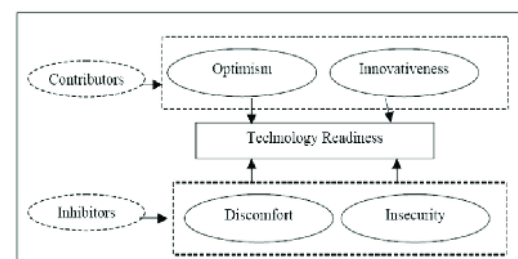 Optimism
Innovativeness
Contributors
Technology Readiness
Inhibitors
Discomfort
Insecurity